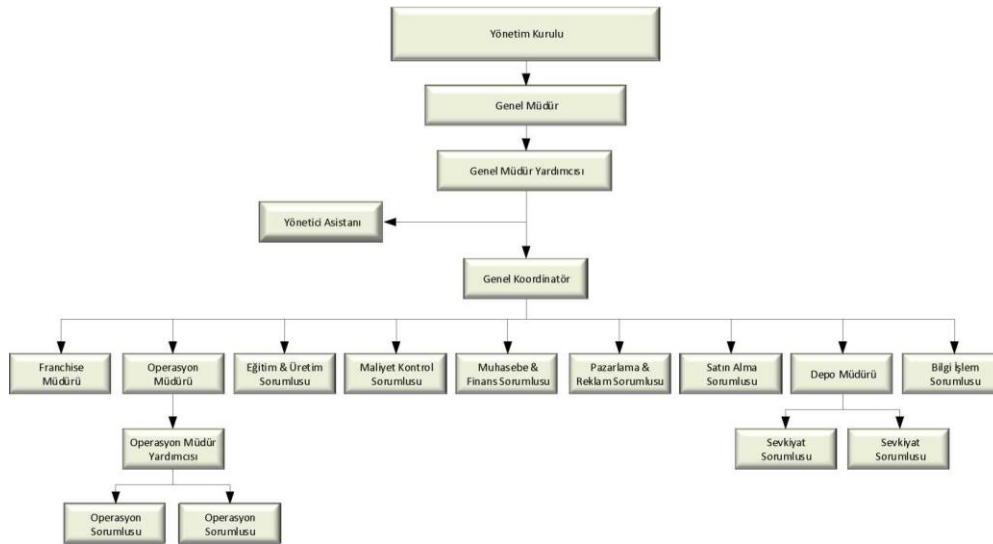 Yönetim Kurulu
Genel Müdür
Genel Müdür Yardımcısı
Yönetici Asistanı
Genel Koordinatör
Franchise
Müdürü
Operasyon
Müdürü
Eğitim & Üretim
Sorumlusu
Maliyet Kontrol
Sorumlusu
Muhasebe &
Finans Sorumlusu
Pazarlama &
Reklam Sorumlusu
Satın Alma
Sorumlusu
Depo Müdürü
Bilgi İşlem
Sorumlusu
Operasyon Müdür
Yardımcısı
Sevkiyat
Sorumlusu
Sevkiyat
Sorumlusu
Operasyon
Sorumlusu
Operasyon
Sorumlusu